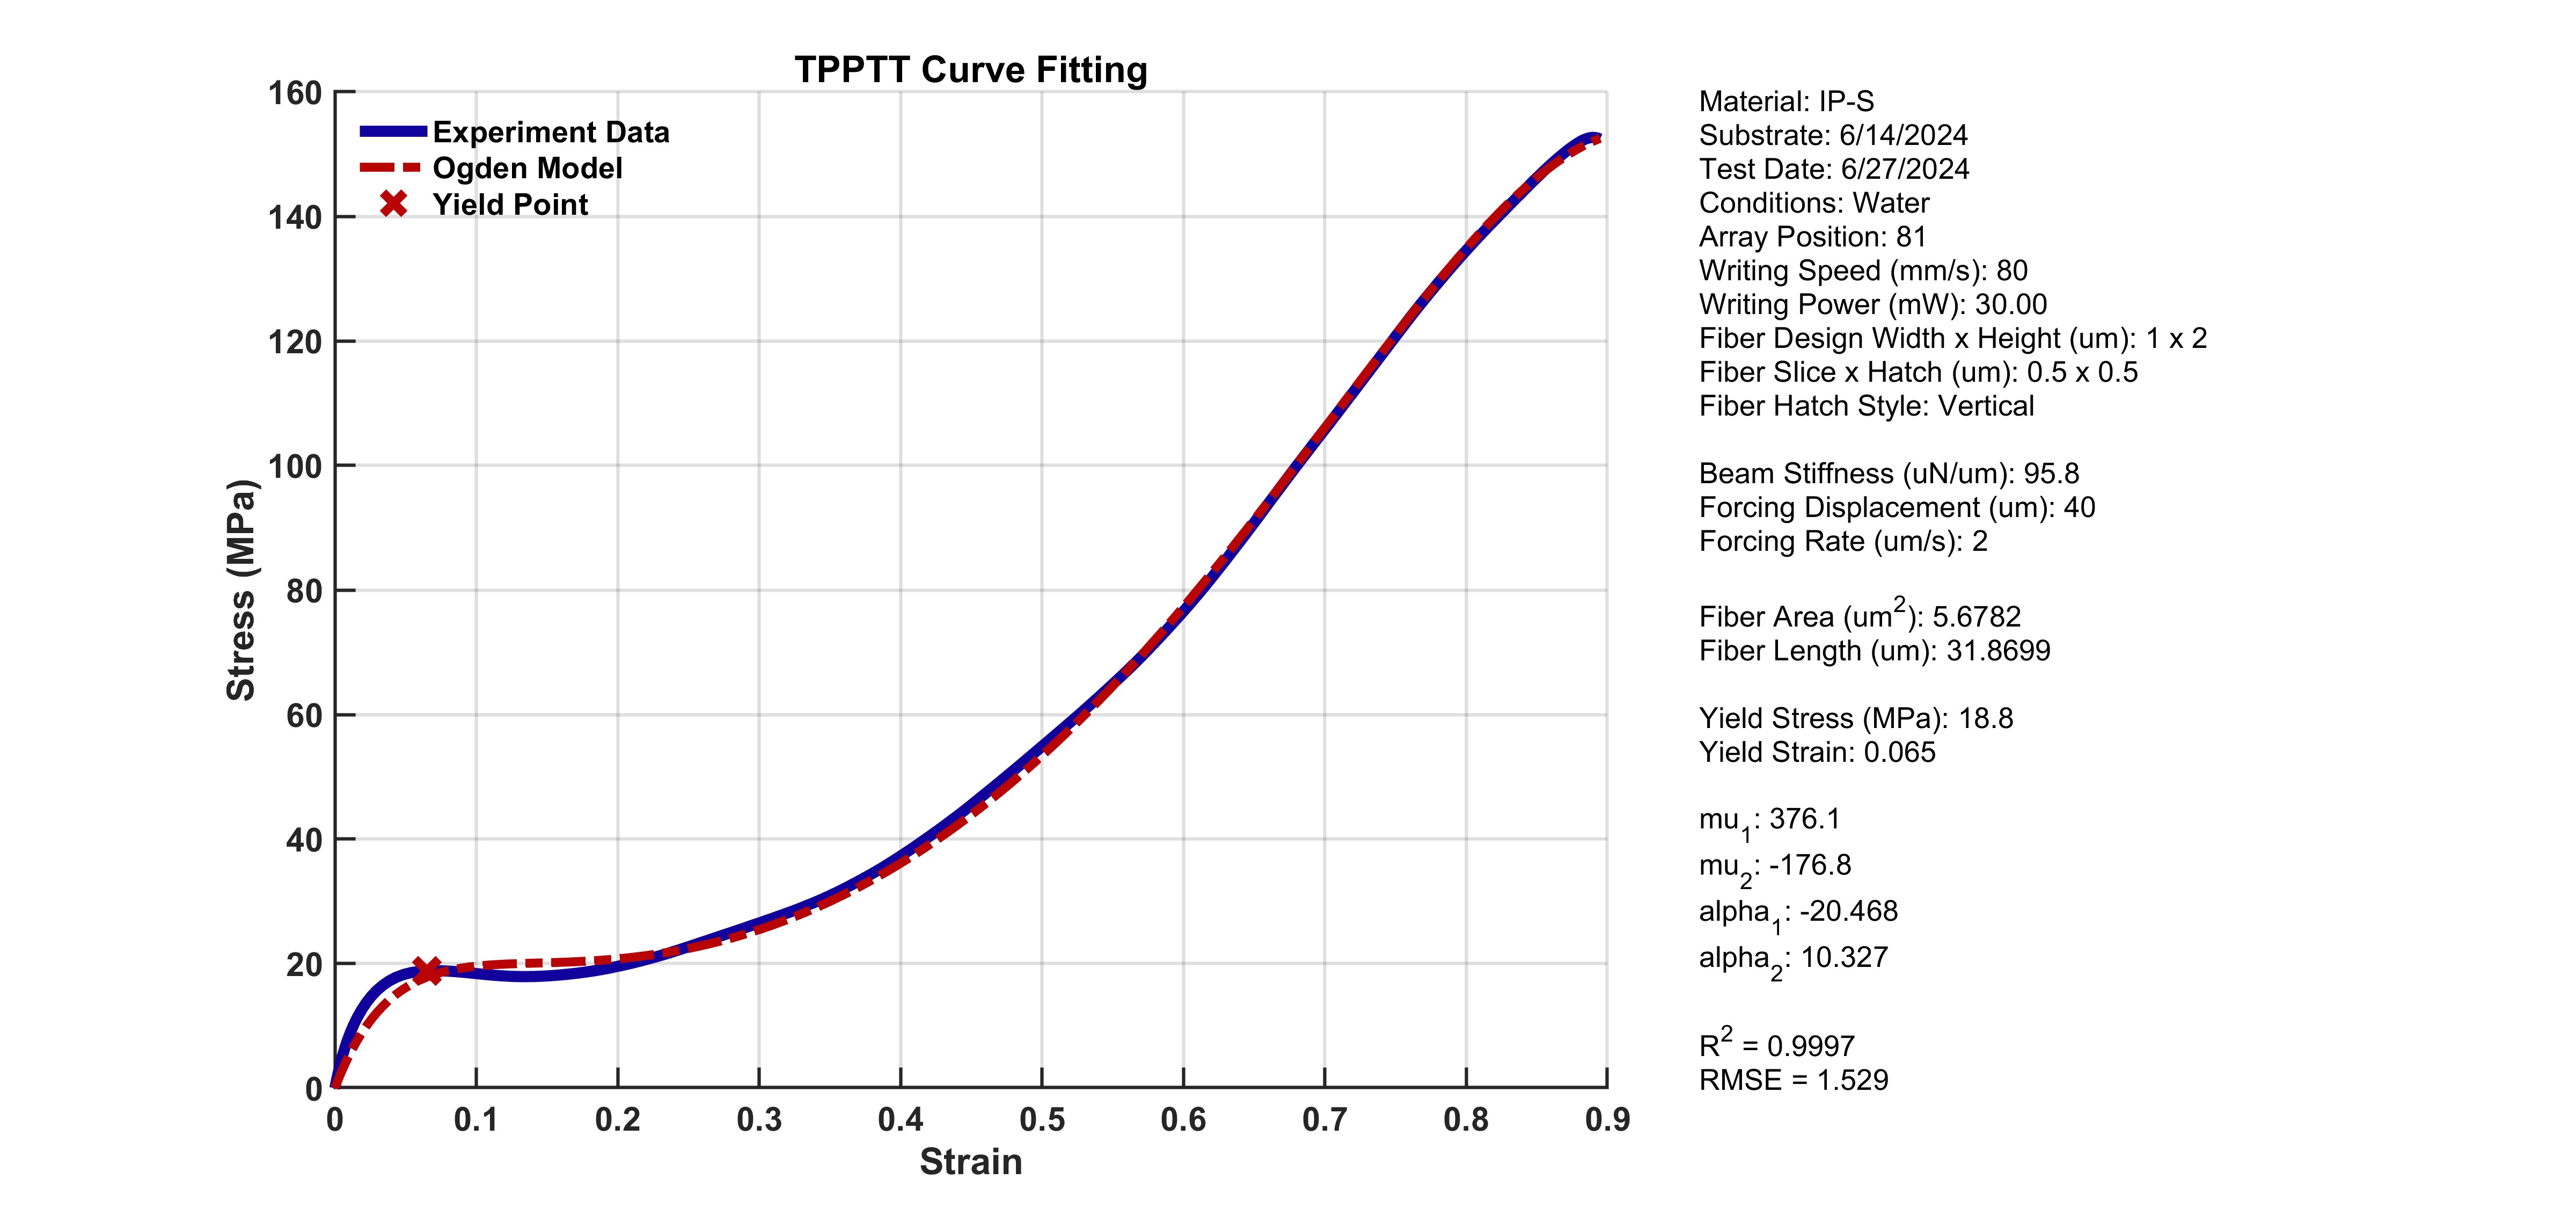 TPPTT Curve Fitting
160
140
120
100
80
60
40
20
0
Stress (MPa)
Experiment Data
Ogden Model
Yield Point
0 0.1 0.2 0.3 0.4 0.5 0.6 0.7 0.8 0.9
Strain
Material: IP-S
Substrate: 6/14/2024
Test Date: 6/27/2024
Conditions: Water
Array Position: 81
Writing Speed (mm/s): 80
Writing Power (mW): 30.00
Fiber Design Width x Height (um): 1 x 2
Fiber Slice x Hatch (um): 0.5 x 0.5
Fiber Hatch Style: Vertical
Beam Stiffness (uN/um): 95.8
Forcing Displacement (um): 40
Forcing Rate (um/s): 2
Fiber Area (um²): 5.6782
Fiber Length (um): 31.8699
Yield Stress (MPa): 18.8
Yield Strain: 0.065
mu₁: 376.1
mu₂: -176.8
alpha₁: -20.468
alpha₂: 10.327
R² = 0.9997
RMSE = 1.529